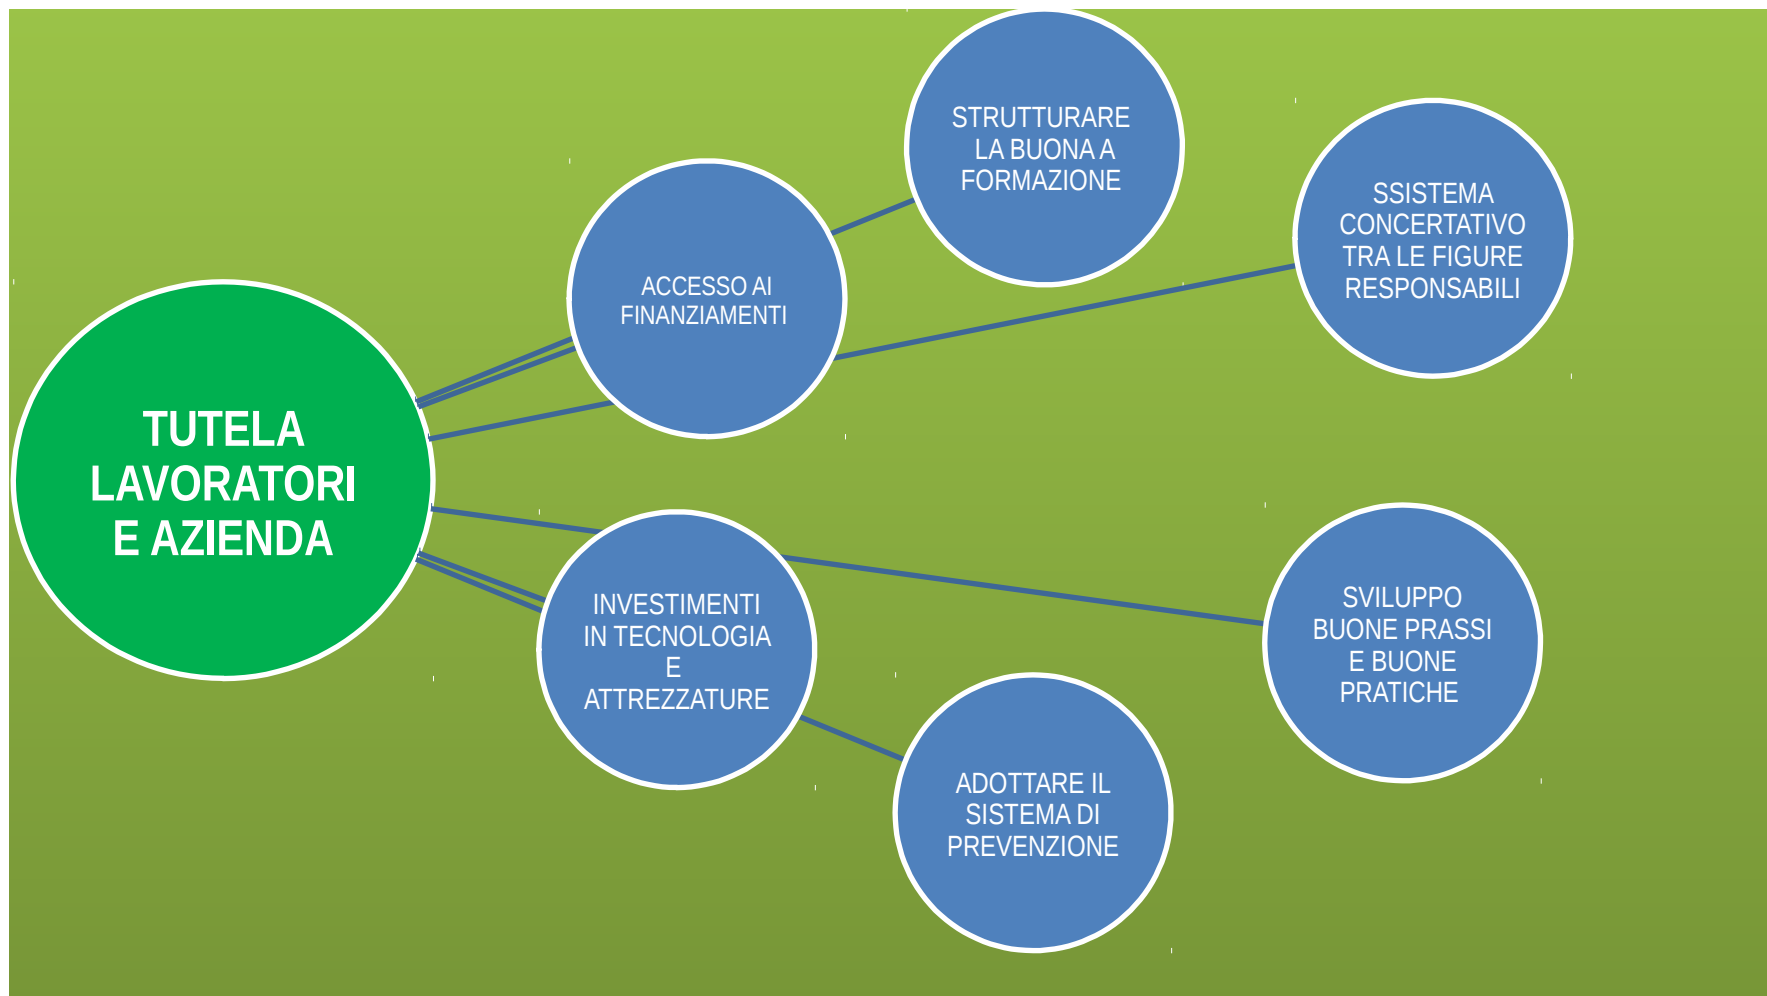 TUTELA
LAVORATORI
E AZIENDA
ACCESSO AI
FINANZIAMENTI
STRUTTURARE
LA BUONA A
FORMAZIONE
SSISTEMA
CONCERTATIVO
TRA LE FIGURE
RESPONSABILI
INVESTIMENTI
IN TECNOLOGIA
E
ATTREZZATURE
ADOTTARE IL
SISTEMA DI
PREVENZIONE
SVILUPPO
BUONE PRASSI
E BUONE
PRATICHE